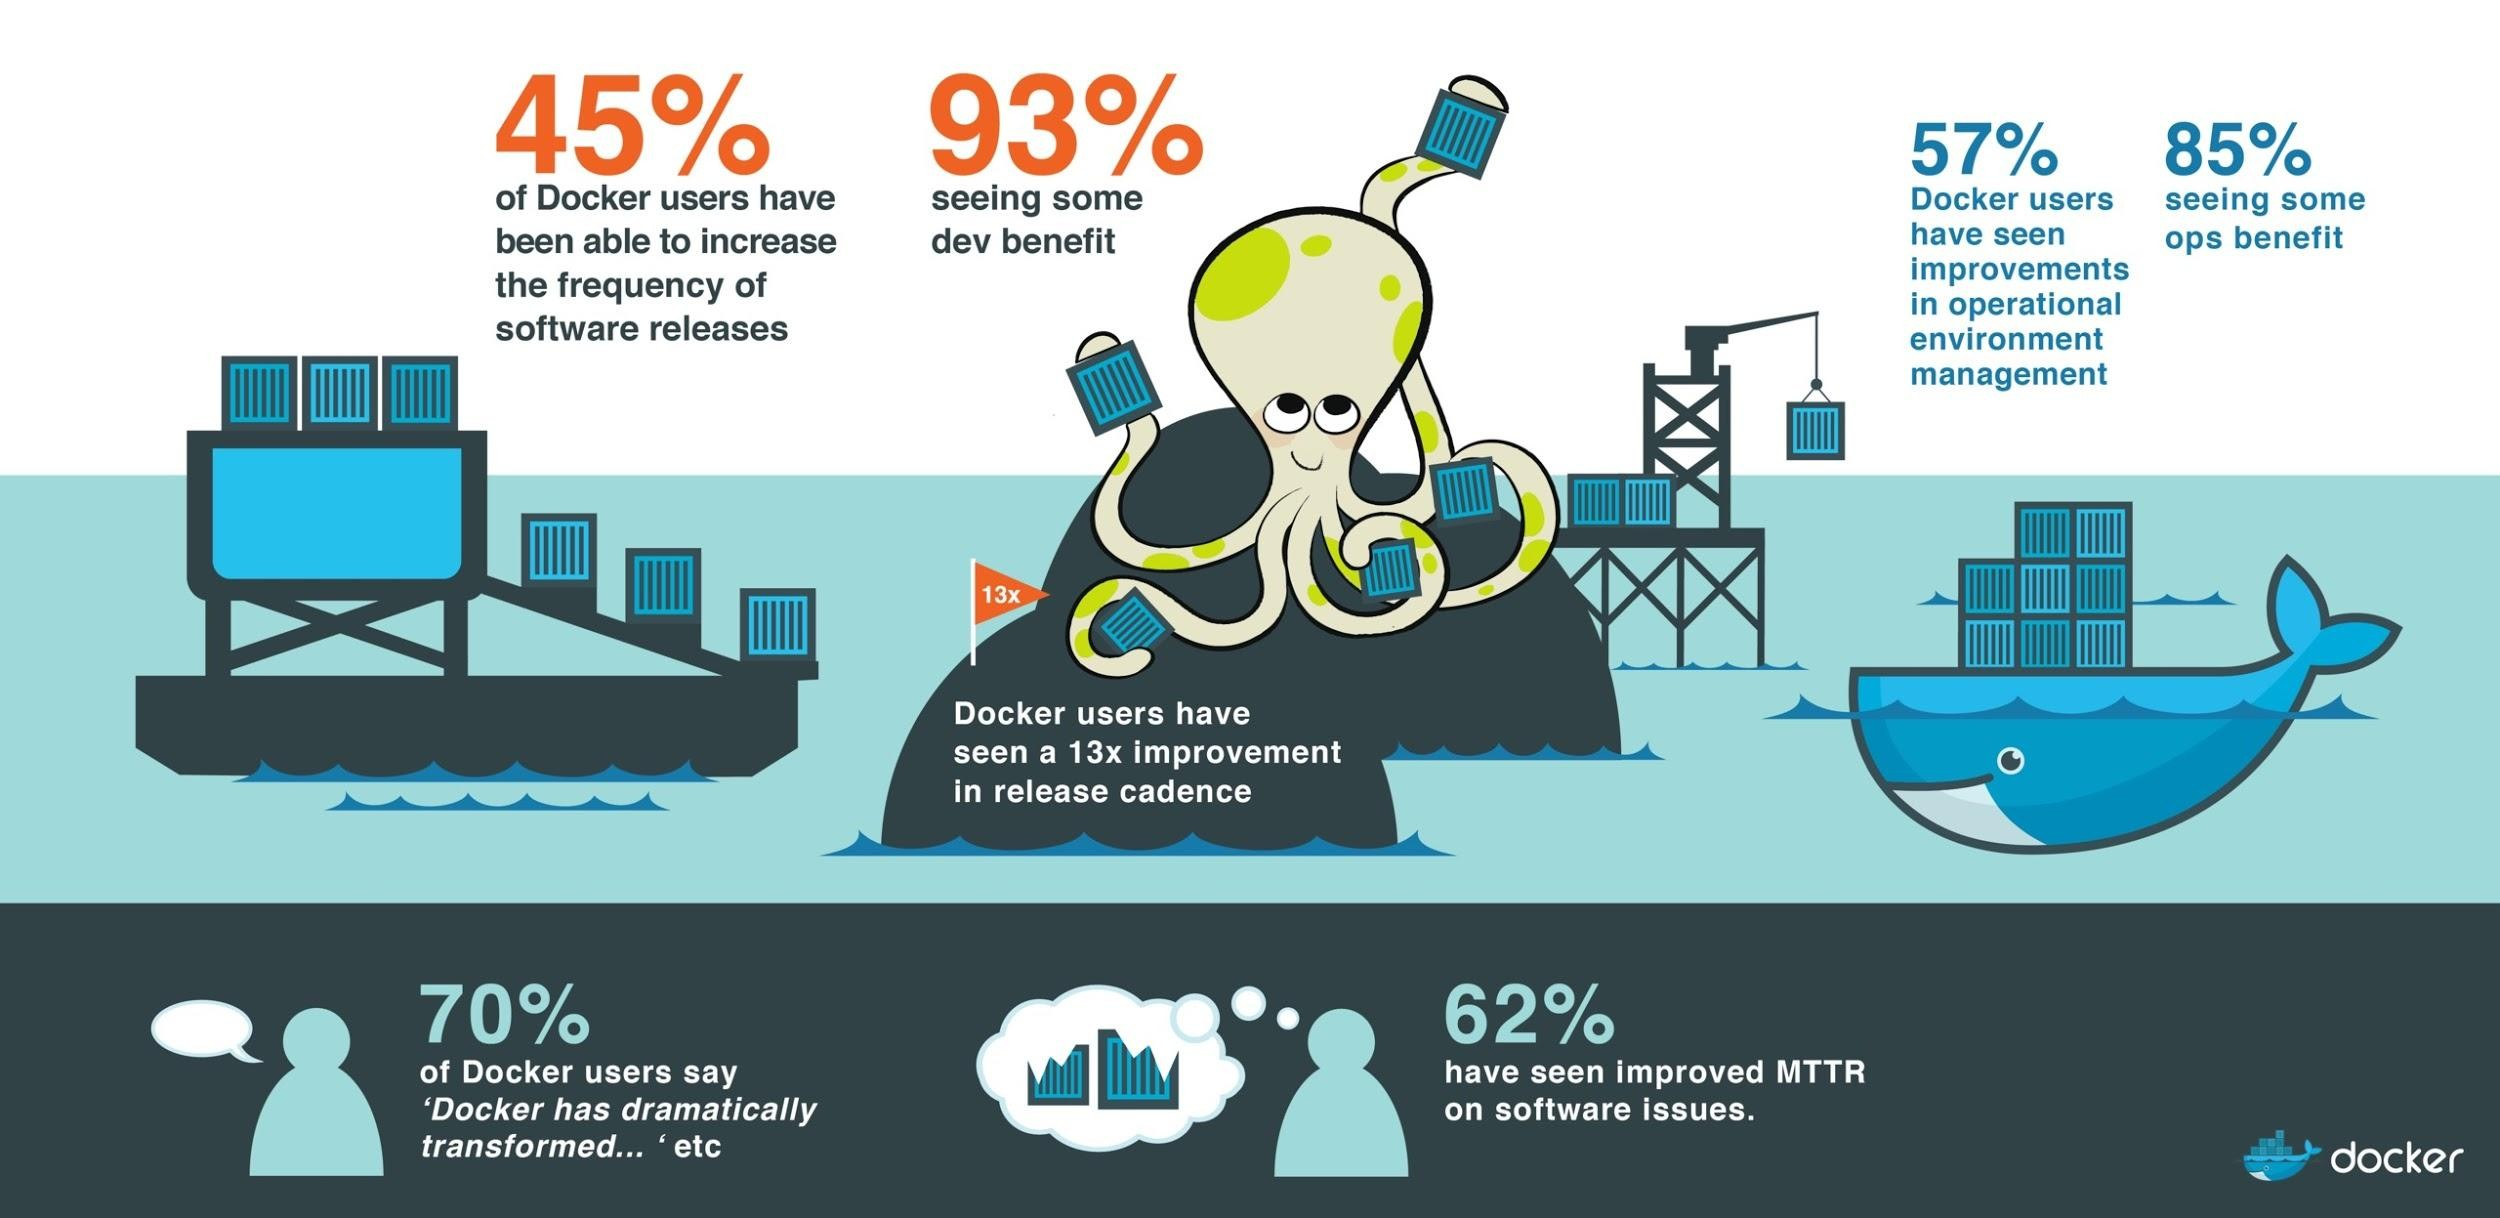 45%
of Docker users have
been able to increase
the frequency of
software releases
93%
seeing some
dev benefit
57%
Docker users
have seen
improvements
in operational
environment
management
85%
seeing some
ops benefit
13x
Docker users have
seen a 13x improvement
in release cadence
70%
of Docker users say
‘Docker has dramatically
transformed... ‘ etc
62%
have seen improved MTTR
on software issues.
docker